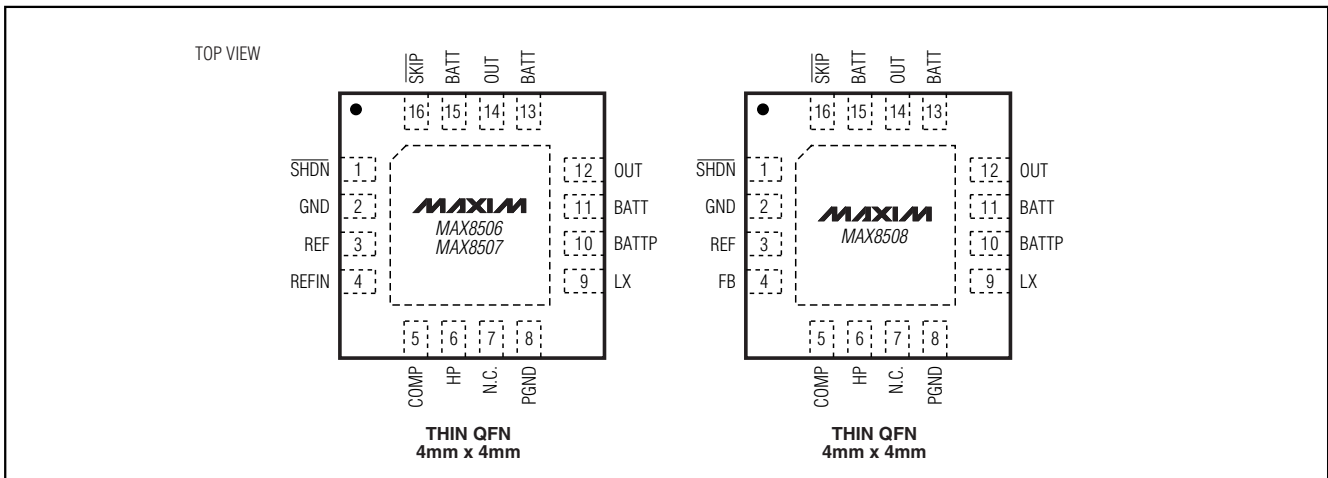 TOP VIEW
SKIP BATT OUT BATT
16 15 14 13
SHDN 1
GND 2
REF 3
REFIN 4
12 OUT
11 BATT
10 BATTP
9 LX
MAXIM
MAX8506
MAX8507
5 6 7 8
COMP HP N.C. PGND
THIN QFN
4mm x 4mm
SKIP BATT OUT BATT
16 15 14 13
SHDN 1
GND 2
REF 3
FB 4
12 OUT
11 BATT
10 BATTP
9 LX
MAXIM
MAX8508
5 6 7 8
COMP HP N.C. PGND
THIN QFN
4mm x 4mm